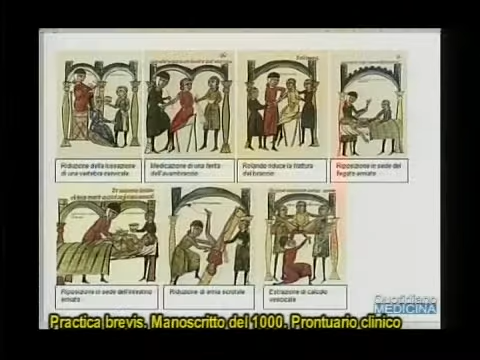 Riduzione della lussazione
di una vertebra cervicale
Medicazione di una ferita
dell'avambraccio
Rolando riduce la frattura
del braccio
Riposizione in sede del
fegato erniato
Riposizione in sede dell'intestino
erniato
Riduzione di ernia scrotale
Estrazione di calcolo
vescicale
Quotidiano
MEDICINA
Practica brevis. Manoscritto del 1000. Prontuario clinico